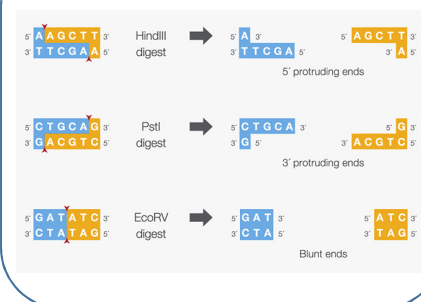 5′ A A G C T T 3′ HindIII 5′ A 3′ 5′ A G C T T 3′
3′ T T C G A A 5′ digest 3′ T T C G A 5′ 3′ A 5′
5′ protruding ends
5′ C T G C A G 3′ PstI 5′ C T G C A 3′ 5′ G 3′
3′ G A C G T C 5′ digest 3′ G 5′ 3′ A C G T C 5′
3′ protruding ends
5′ G A T A T C 3′ EcoRV 5′ G A T 3′ 5′ A T C 3′
3′ C T A T A G 5′ digest 3′ C T A 5′ 3′ T A G 5′
Blunt ends